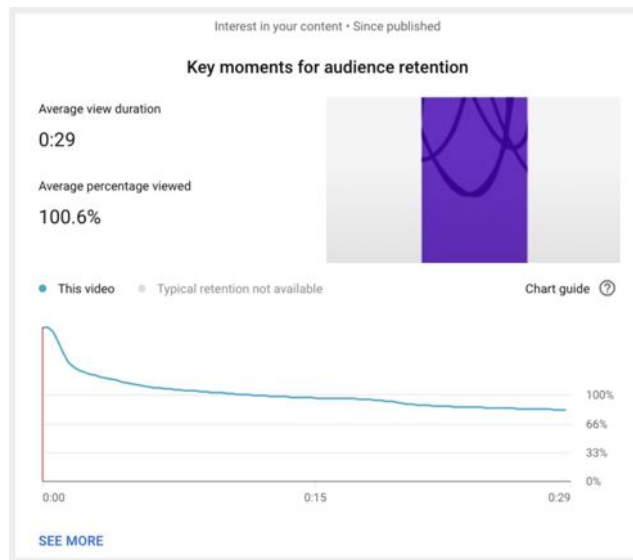 Interest in your content • Since published
Key moments for audience retention
Average view duration
0:29
Average percentage viewed
100.6%
This video
Typical retention not available
Chart guide ?
100%
66%
33%
0%
0:00
0:15
0:29
SEE MORE